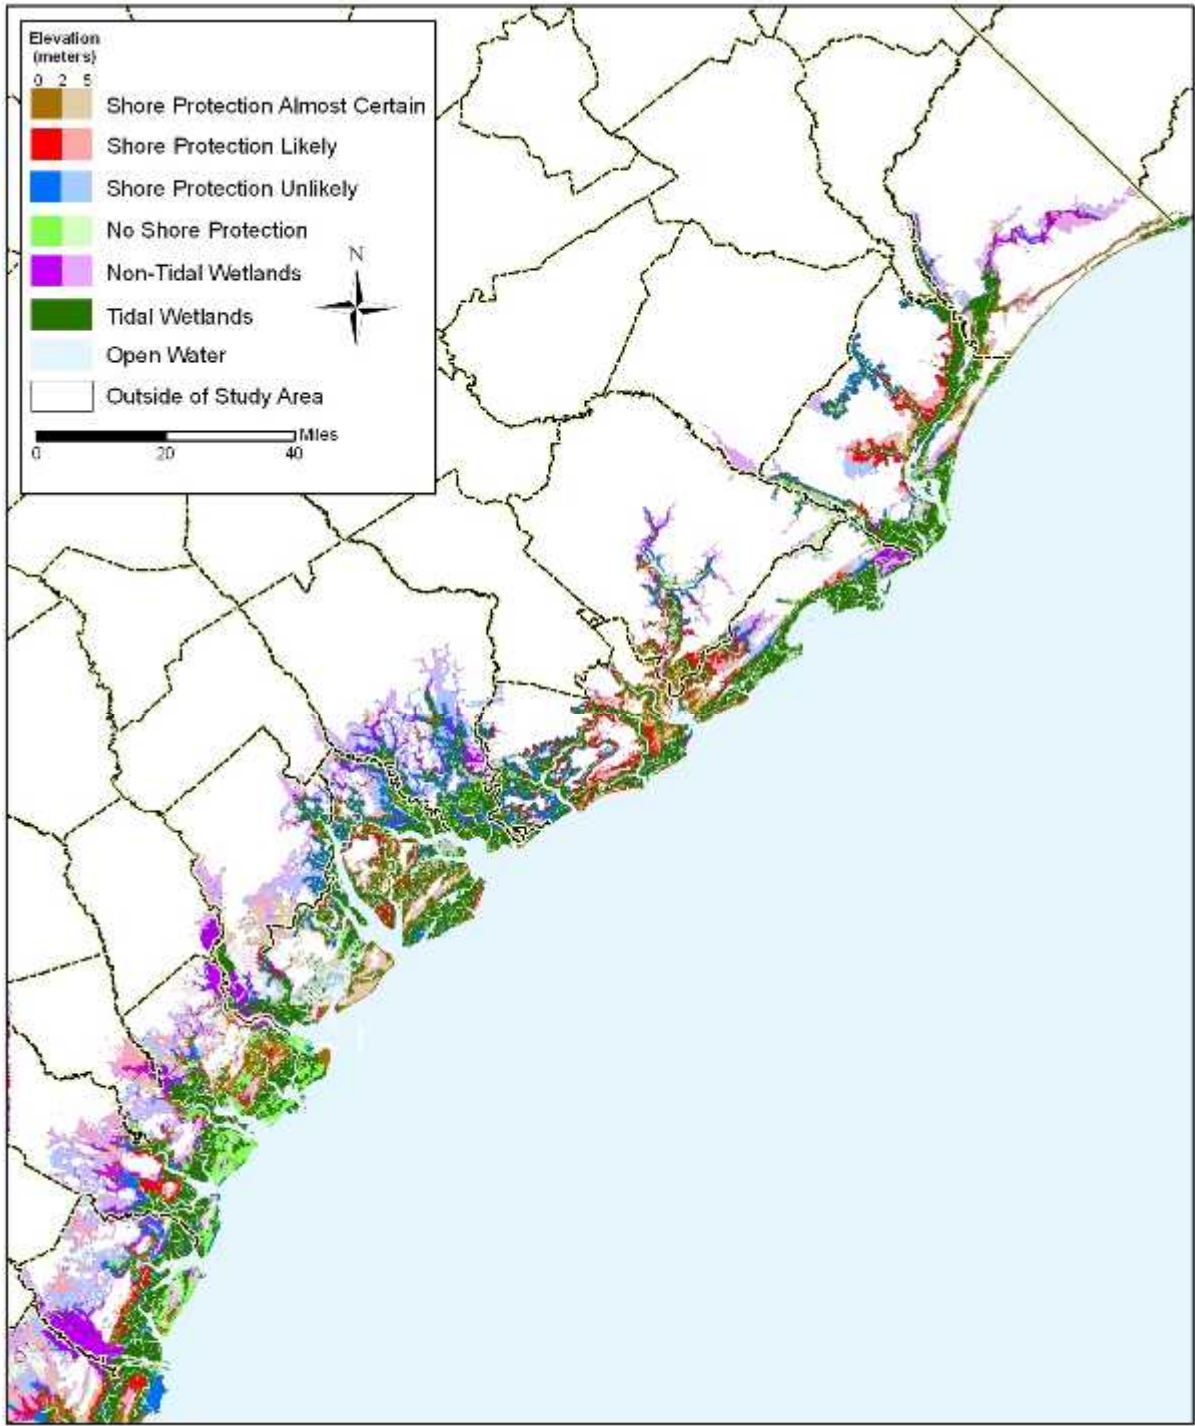 Elevation
(meters)
0 2 5
Shore Protection Almost Certain
Shore Protection Likely
Shore Protection Unlikely
No Shore Protection
N
Non-Tidal Wetlands
Tidal Wetlands
Open Water
Outside of Study Area
Miles
0 20 40